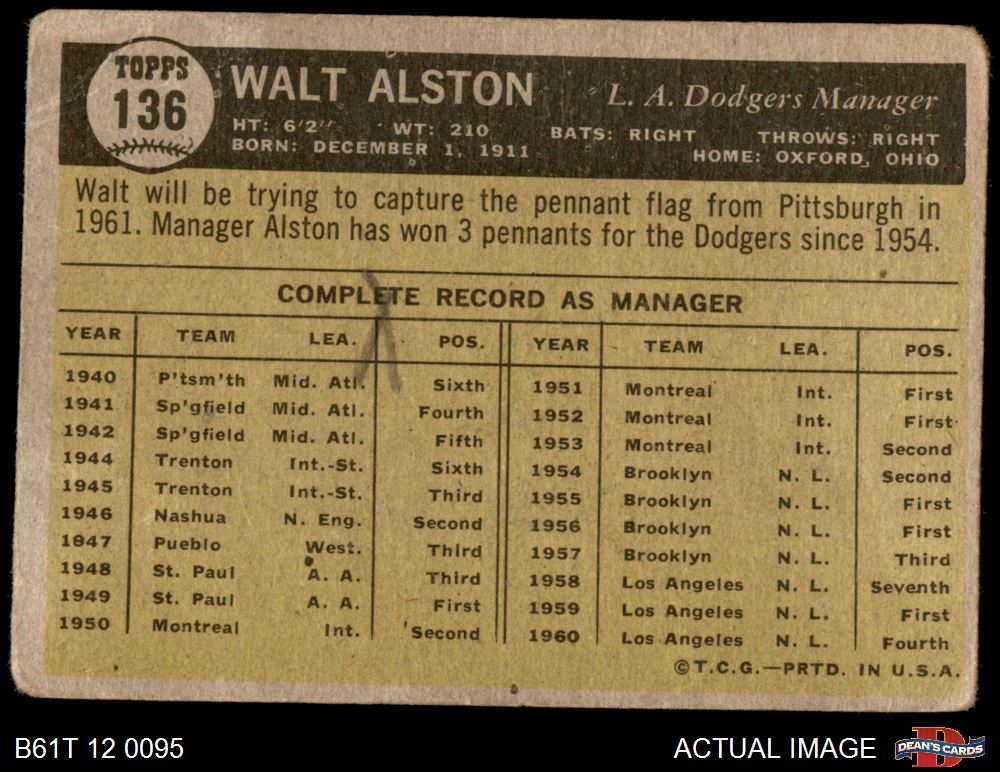 TOPPS
136
WALT ALSTON L. A. Dodgers Manager
HT: 6'2" WT: 210 BATS: RIGHT THROWS: RIGHT
BORN: DECEMBER 1, 1911 HOME: OXFORD, OHIO
Walt will be trying to capture the pennant flag from Pittsburgh in
1961. Manager Alston has won 3 pennants for the Dodgers since 1954.
COMPLETE RECORD AS MANAGER
YEAR TEAM LEA. POS. YEAR TEAM LEA. POS.
1940 P'tsm'th Mid. Atl. Sixth 1951 Montreal Int. First
1941 Sp'gfield Mid. Atl. Fourth 1952 Montreal Int. First
1942 Sp'gfield Mid. Atl. Fifth 1953 Montreal Int. Second
1944 Trenton Int.-St. Sixth 1954 Brooklyn N. L. Second
1945 Trenton Int.-St. Third 1955 Brooklyn N. L. First
1946 Nashua N. Eng. Second 1956 Brooklyn N. L. First
1947 Pueblo West. Third 1957 Brooklyn N. L. Third
1948 St. Paul A. A. Third 1958 Los Angeles N. L. Seventh
1949 St. Paul A. A. First 1959 Los Angeles N. L. First
1950 Montreal Int. Second 1960 Los Angeles N. L. Fourth
©T.C.G.—PRTD. IN U.S.A.
B61T 12 0095 ACTUAL IMAGE DEAN'S CARDS